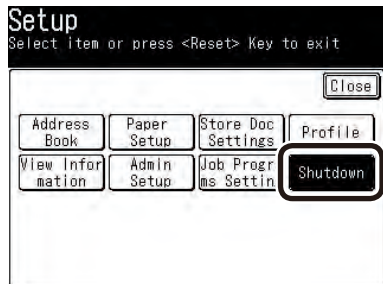 Setup
Select item or press <Reset> Key to exit
Close
Address
Book
Paper
Setup
Store Doc
Settings
Profile
View Infor
mation
Admin
Setup
Job Progr
ms Settin
Shutdown